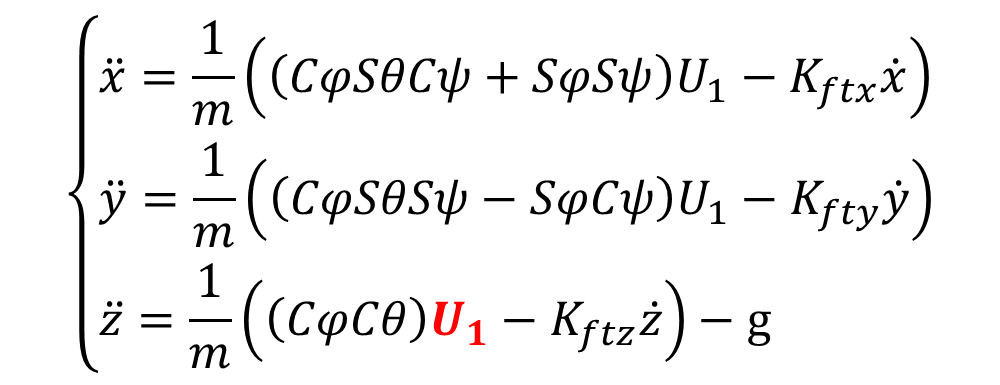 ẍ = 1/m ((CφSθCψ + SφSψ)U₁ − K_ftx ẋ)
ÿ = 1/m ((CφSθSψ − SφCψ)U₁ − K_fty ẏ)
z̈ = 1/m ((CφCθ)U₁ − K_ftz ż) − g